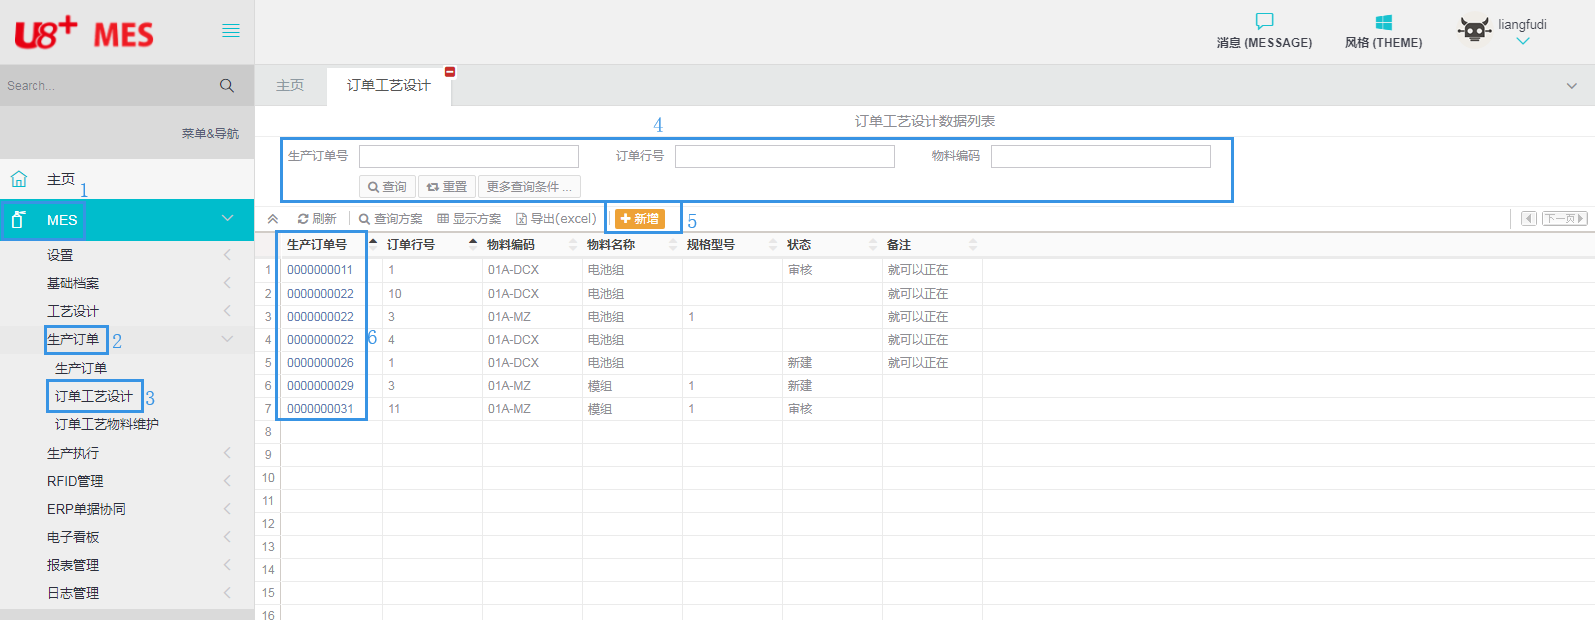 U8+ MES
消息 (MESSAGE)
风格 (THEME)
liangfudi
Search...
主页
订单工艺设计
菜单&导航
订单工艺设计数据列表
4
生产订单号
订单行号
物料编码
查询
重置
更多查询条件 ...
主页
1
MES
设置
基础档案
工艺设计
生产订单
2
生产订单
订单工艺设计
3
订单工艺物料维护
生产执行
RFID管理
ERP单据协同
电子看板
报表管理
日志管理
刷新
查询方案
显示方案
导出(excel)
新增
5
下一页
生产订单号 订单行号 物料编码 物料名称 规格型号 状态 备注
1 0000000011 1 01A-DCX 电池组 审核 就可以正在
2 0000000022 10 01A-DCX 电池组 就可以正在
3 0000000022 3 01A-MZ 电池组 1 就可以正在
4 0000000022 4 01A-DCX 电池组 就可以正在
5 0000000026 1 01A-DCX 电池组 新建 就可以正在
6 0000000029 3 01A-MZ 模组 1 新建
7 0000000031 11 01A-MZ 模组 1 审核
6
8
9
10
11
12
13
14
15
16